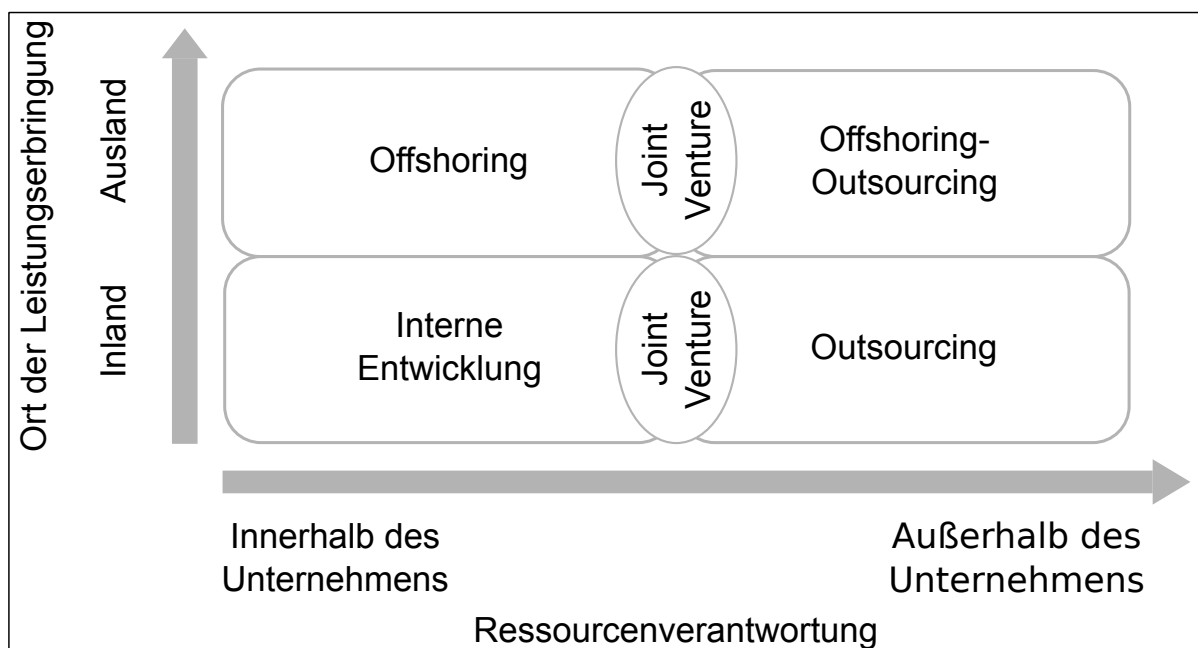 Ort der Leistungserbringung
Ausland
Inland
Offshoring
Joint
Venture
Offshoring-
Outsourcing
Interne
Entwicklung
Joint
Venture
Outsourcing
Innerhalb des
Unternehmens
Außerhalb des
Unternehmens
Ressourcenverantwortung